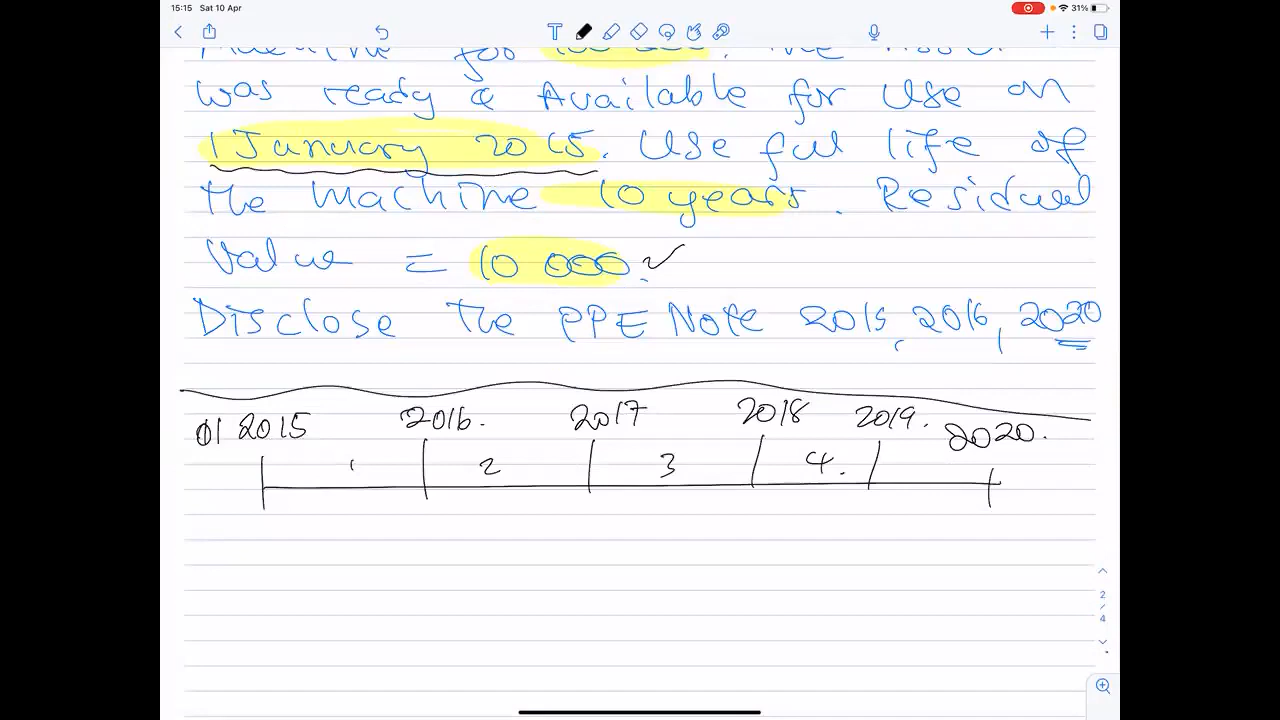 15:15 Sat 10 Apr
31%
T
was ready & Available for Use on
1 January 2015. Useful life of
the machine 10 years. Residual
Value = 10 000.
Disclose the PPE Note 2015, 2016, 2020
01 2015 2016. 2017 2018 2019. 2020.
1 2 3 4.
2
/
4